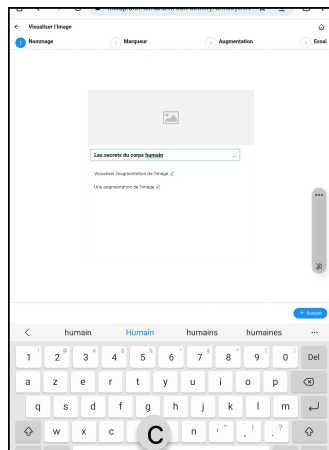 ← Visualiser l'image
1 Nommage
2 Marqueur
3 Augmentation
4 Essai
Les secrets du corps humain
Visualiser l'augmentation de l'image
Une augmentation de l'image
→ Suivant
humain Humain humains humaines ...
1 ! 2 @ 3 # 4 $ 5 % 6 ^ 7 & 8 * 9 ( 0 ) Del
a z e r t y u i o p
q s d f g h j k l m
w x c C n ' " , ! . ?